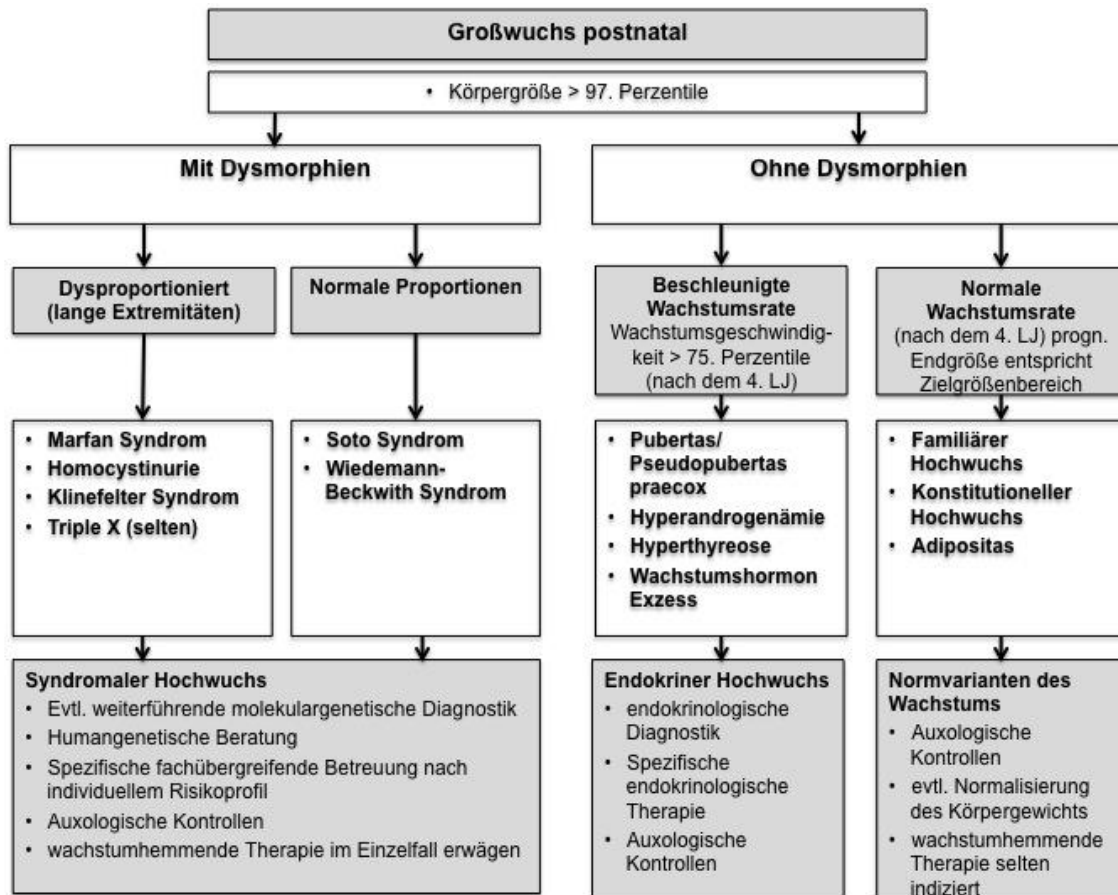 Großwuchs postnatal
• Körpergröße > 97. Perzentile
Mit Dysmorphien
Ohne Dysmorphien
Dysproportioniert
(lange Extremitäten)
Normale Proportionen
Beschleunigte
Wachstumsrate
Wachstumsgeschwindig-
keit > 75. Perzentile
(nach dem 4. LJ)
Normale
Wachstumsrate
(nach dem 4. LJ) progn.
Endgröße entspricht
Zielgrößenbereich
• Marfan Syndrom
• Homocystinurie
• Klinefelter Syndrom
• Triple X (selten)
• Soto Syndrom
• Wiedemann-
Beckwith Syndrom
• Pubertas/
Pseudopubertas
praecox
• Hyperandrogenämie
• Hyperthyreose
• Wachstumshormon
Exzess
• Familiärer
Hochwuchs
• Konstitutioneller
Hochwuchs
• Adipositas
Syndromaler Hochwuchs
• Evtl. weiterführende molekulargenetische Diagnostik
• Humangenetische Beratung
• Spezifische fachübergreifende Betreuung nach
individuellem Risikoprofil
• Auxologische Kontrollen
• wachstumhemmende Therapie im Einzelfall erwägen
Endokriner Hochwuchs
• endokrinologische
Diagnostik
• Spezifische
endokrinologische
Therapie
• Auxologische
Kontrollen
Normvarianten des
Wachstums
• Auxologische
Kontrollen
• evtl. Normalisierung
des Körpergewichts
• wachstumhemmende
Therapie selten
indiziert